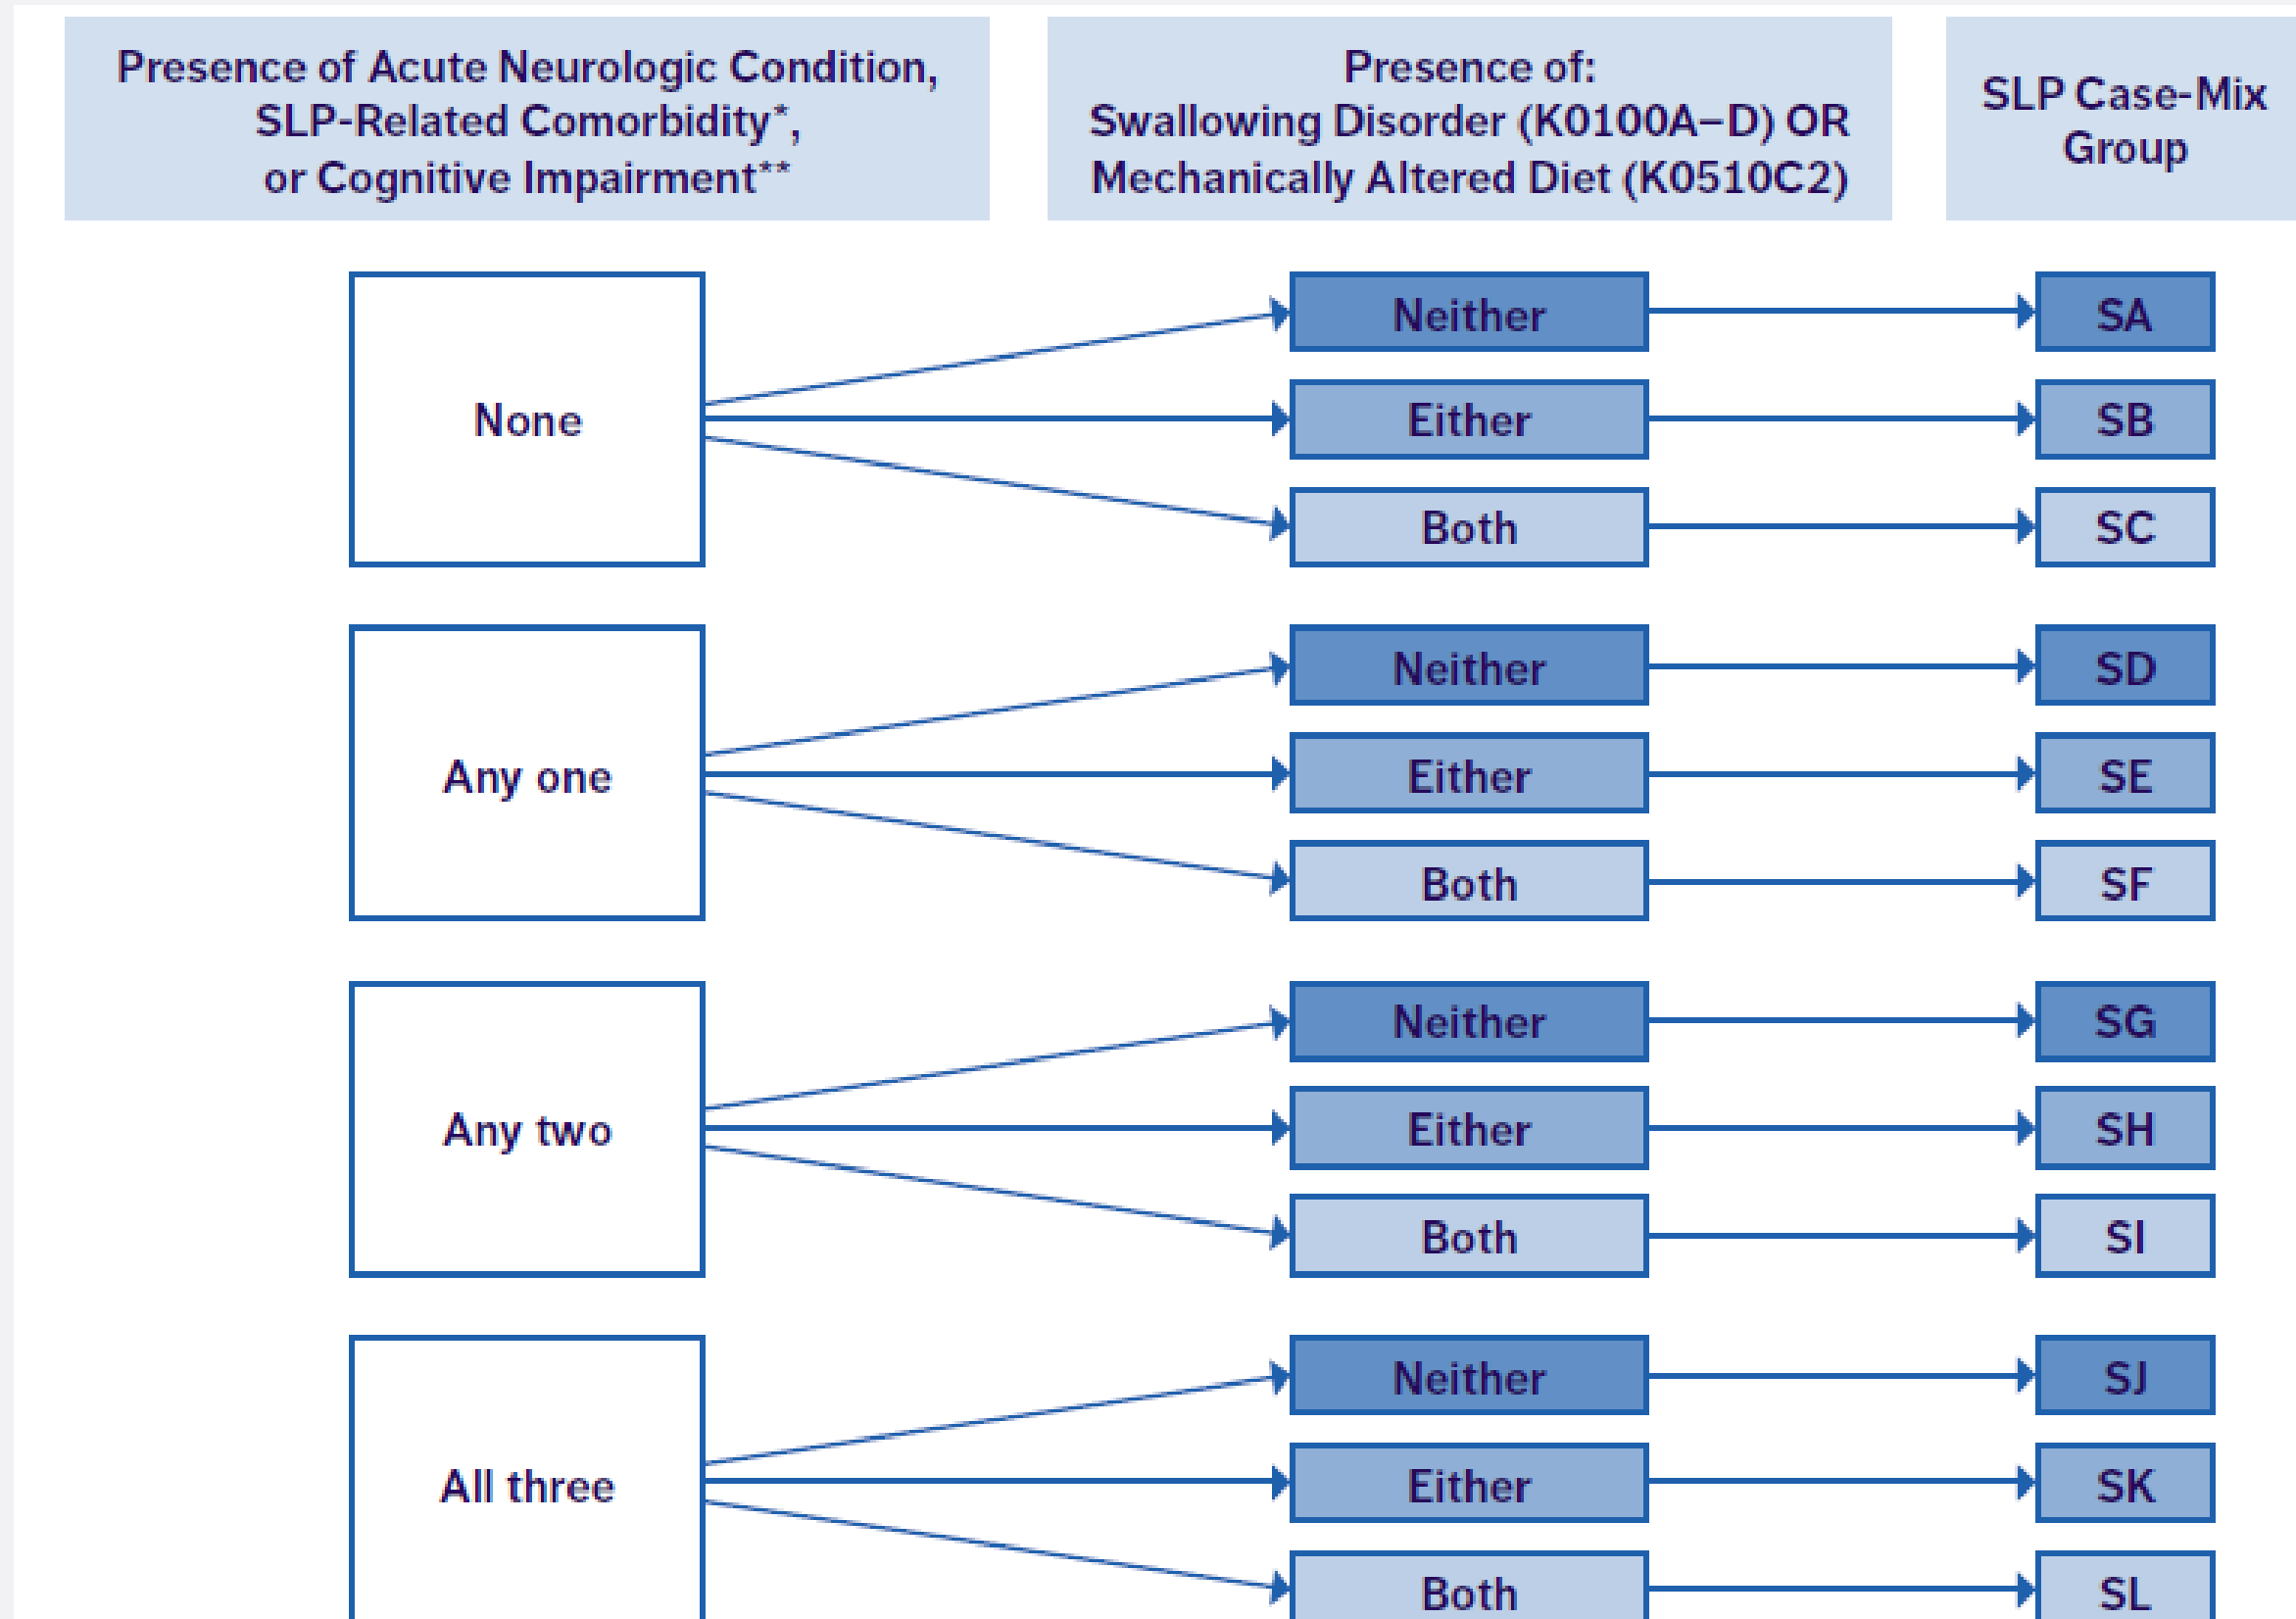 Presence of Acute Neurologic Condition,
SLP-Related Comorbidity*,
or Cognitive Impairment**
Presence of:
Swallowing Disorder (K0100A–D) OR
Mechanically Altered Diet (K0510C2)
SLP Case-Mix
Group
None
Neither
SA
Either
SB
Both
SC
Any one
Neither
SD
Either
SE
Both
SF
Any two
Neither
SG
Either
SH
Both
SI
All three
Neither
SJ
Either
SK
Both
SL